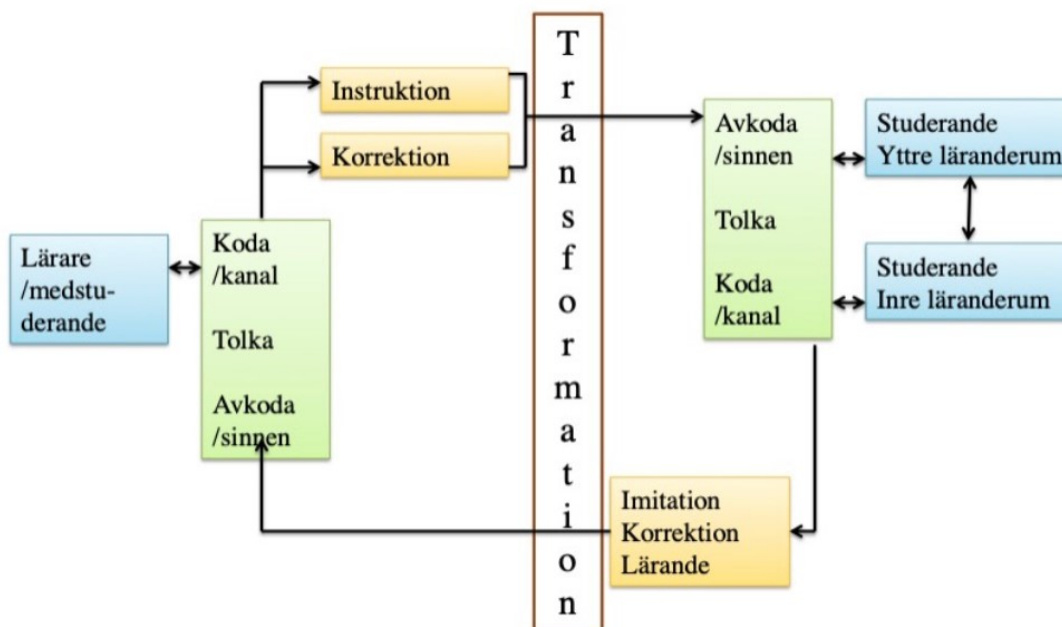 Instruktion
Korrektion
Lärare
/medstu-
derande
Koda
/kanal
Tolka
Avkoda
/sinnen
T
r
a
n
s
f
o
r
m
a
t
i
o
n
Avkoda
/sinnen
Tolka
Koda
/kanal
Studerande
Yttre läranderum
Studerande
Inre läranderum
Imitation
Korrektion
Lärande